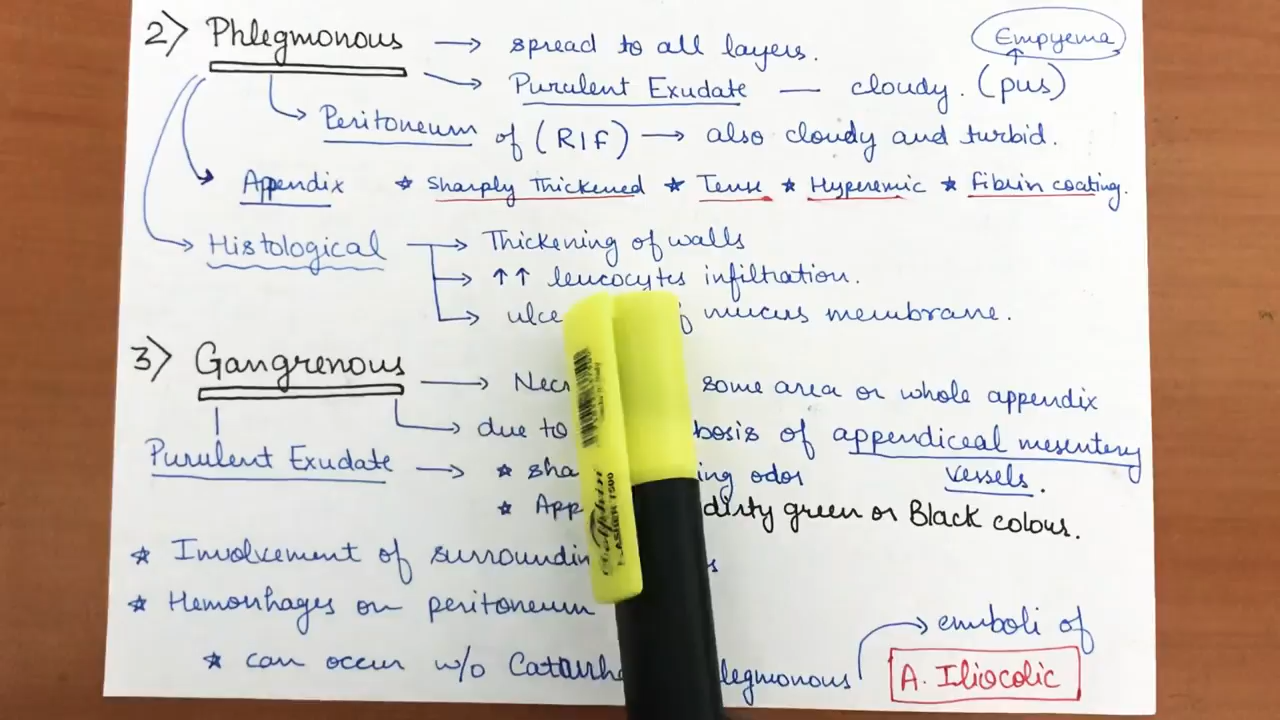 2) Phlegmonous → spread to all layers. Empyema
→ Purulent Exudate — cloudy. (pus)
→ Peritoneum of (RIF) → also cloudy and turbid.
→ Appendix * Sharply Thickened * Tense * Hyperemic * fibrin coating.
→ Histological → Thickening of walls
→ ↑↑ leucocytes infiltration.
→ ulce mucus membrane.
3) Gangrenous → Necr some area or whole appendix
→ due to bosis of appendiceal mesentery vessels.
Purulent Exudate → * sha ing odor
* App dirty green or Black colour.
* Involvement of surroundin s
* Hemorrhages on peritoneum
* can occur w/o Catarrh legmonous → emboli of
A. Iliocolic